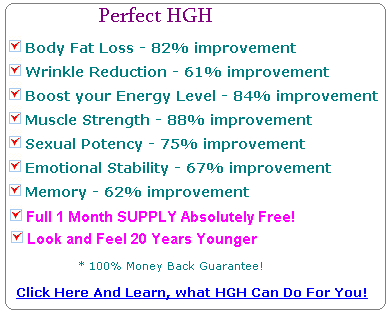 Perfect HGH
Body Fat Loss - 82% improvement
Wrinkle Reduction - 61% improvement
Boost your Energy Level - 84% improvement
Muscle Strength - 88% improvement
Sexual Potency - 75% improvement
Emotional Stability - 67% improvement
Memory - 62% improvement
Full 1 Month SUPPLY Absolutely Free!
Look and Feel 20 Years Younger
* 100% Money Back Guarantee!
Click Here And Learn, what HGH Can Do For You!